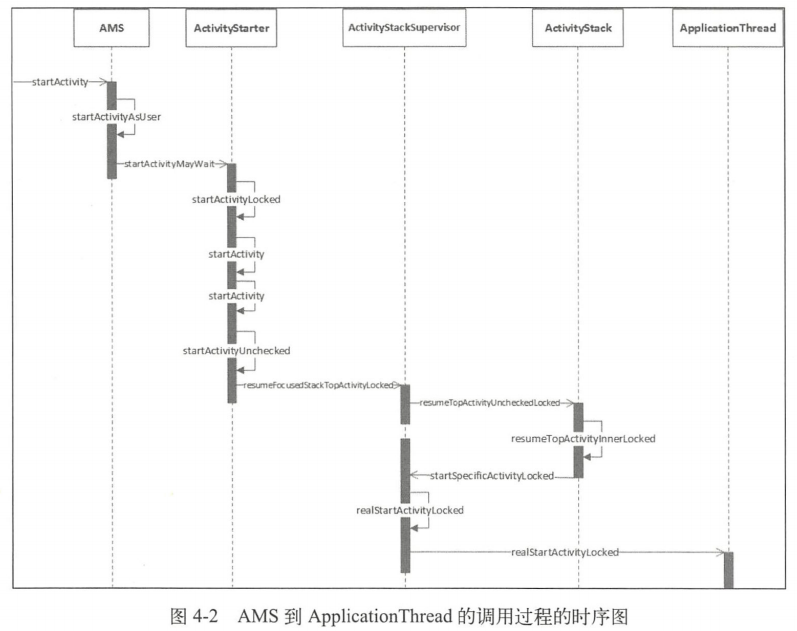 AMS
ActivityStarter
ActivityStackSupervisor
ActivityStack
ApplicationThread
startActivity
startActivityAsUser
startActivityMayWait
startActivityLocked
startActivity
startActivity
startActivityUnchecked
resumeFocusedStackTopActivityLocked
resumeTopActivityUncheckedLocked
resumeTopActivityInnerLocked
startSpecificActivityLocked
realStartActivityLocked
realStartActivityLocked
图 4-2 AMS 到 ApplicationThread 的调用过程的时序图